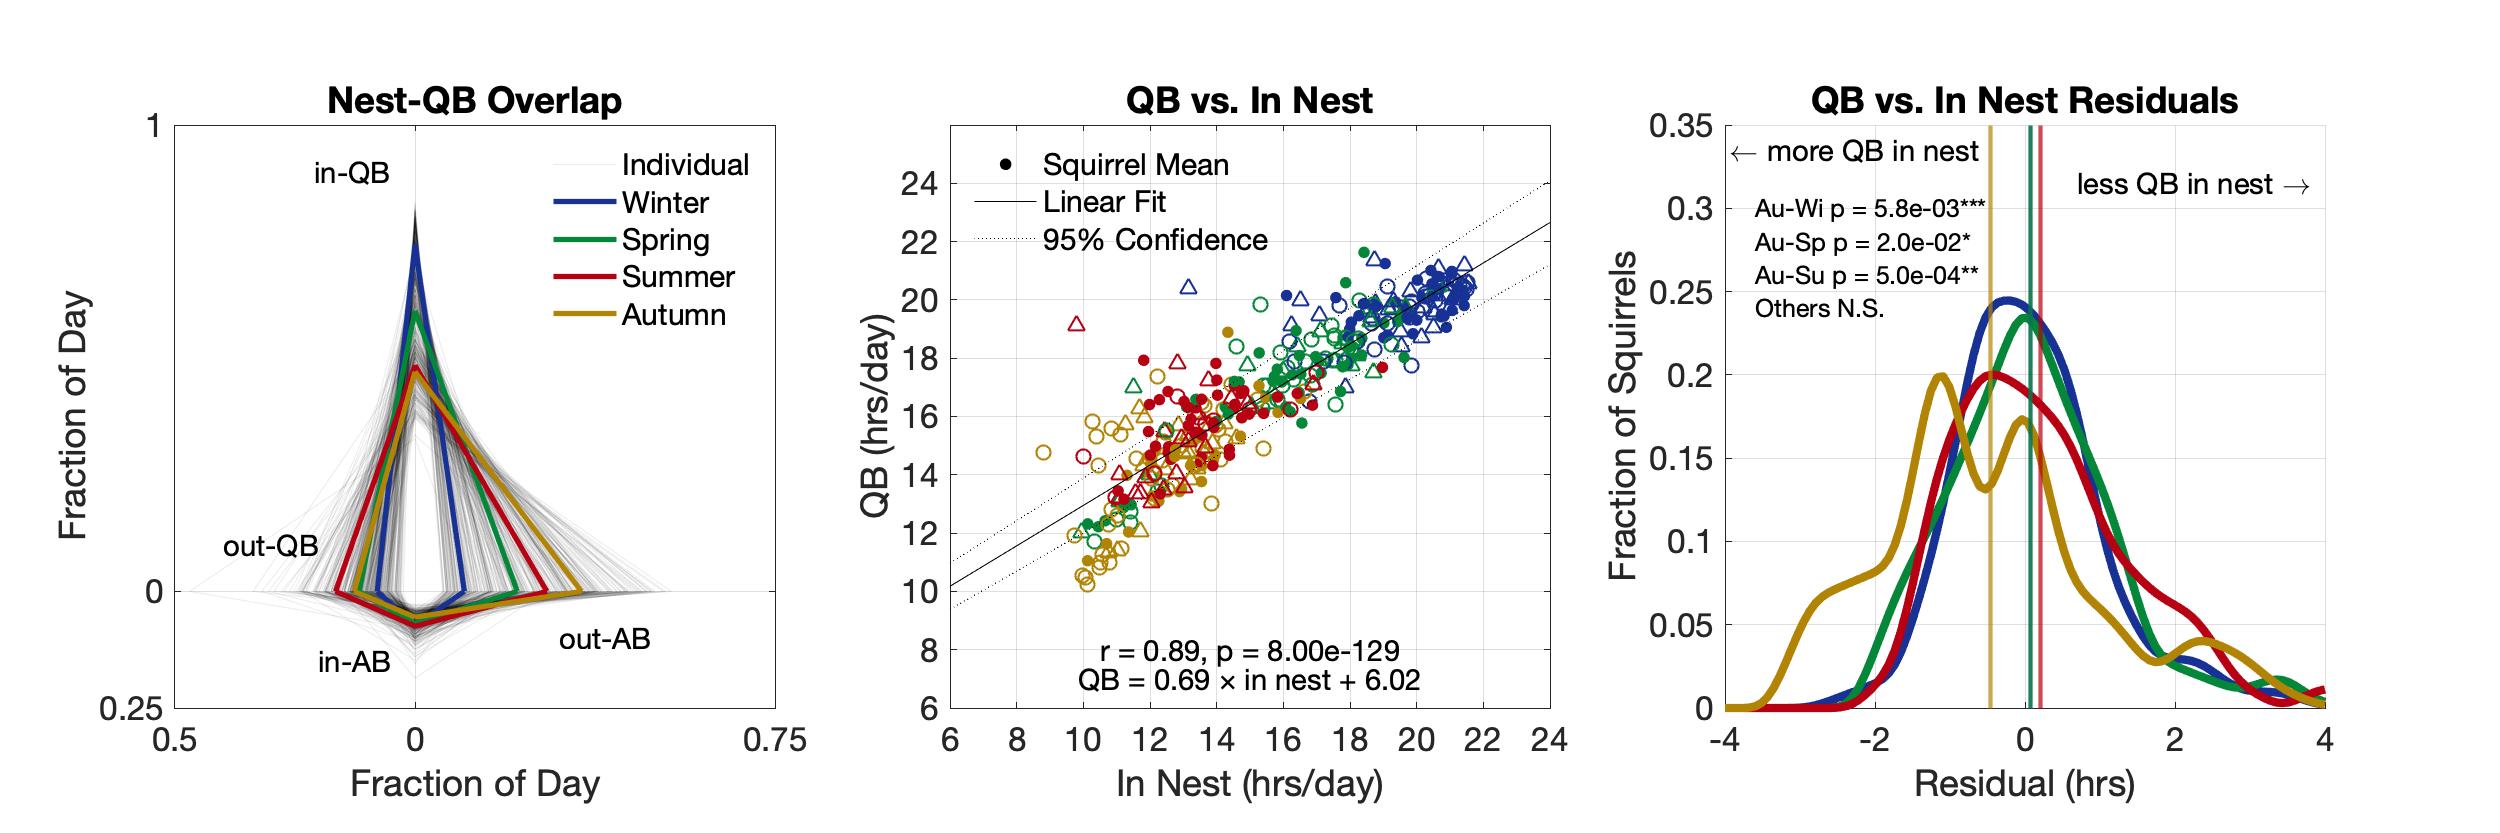 Nest-QB Overlap
1
0
0.25
Fraction of Day
in-QB
out-QB
in-AB
out-AB
Individual
Winter
Spring
Summer
Autumn
0.5 0 0.75
Fraction of Day
QB vs. In Nest
24
22
20
18
16
14
12
10
8
6
QB (hrs/day)
Squirrel Mean
Linear Fit
95% Confidence
r = 0.89, p = 8.00e-129
QB = 0.69 × in nest + 6.02
6 8 10 12 14 16 18 20 22 24
In Nest (hrs/day)
QB vs. In Nest Residuals
0.35
0.3
0.25
0.2
0.15
0.1
0.05
0
Fraction of Squirrels
← more QB in nest
less QB in nest →
Au-Wi p = 5.8e-03***
Au-Sp p = 2.0e-02*
Au-Su p = 5.0e-04**
Others N.S.
-4 -2 0 2 4
Residual (hrs)